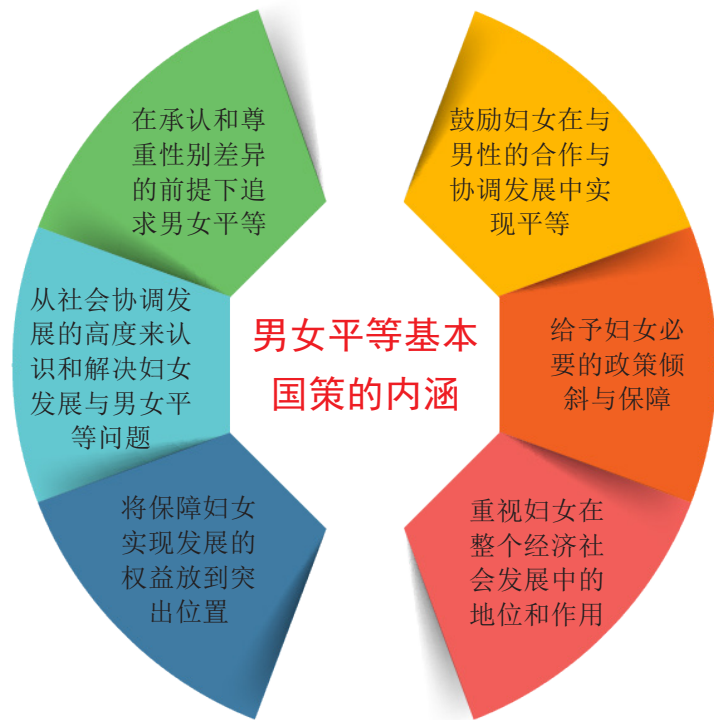 男女平等基本
国策的内涵
在承认和尊
重性别差异
的前提下追
求男女平等
从社会协调发
展的高度来认
识和解决妇女
发展与男女平
等问题
将保障妇女
实现发展的
权益放到突
出位置
鼓励妇女在与
男性的合作与
协调发展中实
现平等
给予妇女必
要的政策倾
斜与保障
重视妇女在
整个经济社
会发展中的
地位和作用